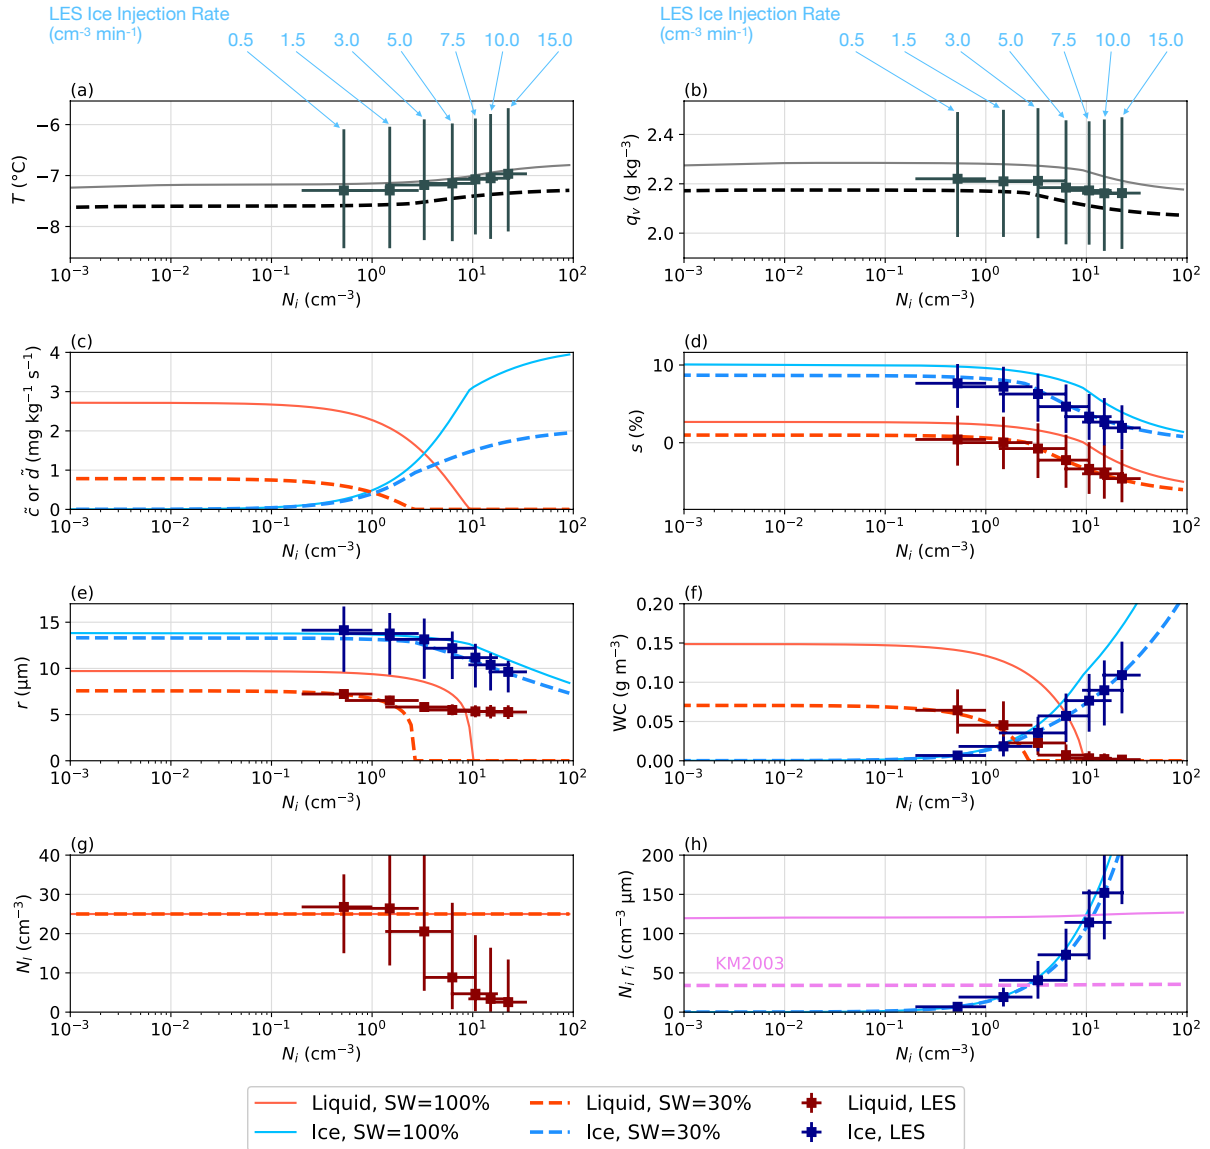 LES Ice Injection Rate
(cm⁻³ min⁻¹)
0.5 1.5 3.0 5.0 7.5 10.0 15.0
LES Ice Injection Rate
(cm⁻³ min⁻¹)
0.5 1.5 3.0 5.0 7.5 10.0 15.0
(a)
T (°C)
−6
−7
−8
10⁻³ 10⁻² 10⁻¹ 10⁰ 10¹ 10²
Nᵢ (cm⁻³)
(b)
qᵥ (g kg⁻³)
2.4
2.2
2.0
10⁻³ 10⁻² 10⁻¹ 10⁰ 10¹ 10²
Nᵢ (cm⁻³)
(c)
c̃ or d̃ (mg kg⁻¹ s⁻¹)
4
3
2
1
0
10⁻³ 10⁻² 10⁻¹ 10⁰ 10¹ 10²
Nᵢ (cm⁻³)
(d)
s (%)
10
0
10⁻³ 10⁻² 10⁻¹ 10⁰ 10¹ 10²
Nᵢ (cm⁻³)
(e)
r (μm)
15
10
5
0
10⁻³ 10⁻² 10⁻¹ 10⁰ 10¹ 10²
Nᵢ (cm⁻³)
(f)
WC (g m⁻³)
0.20
0.15
0.10
0.05
0.00
10⁻³ 10⁻² 10⁻¹ 10⁰ 10¹ 10²
Nᵢ (cm⁻³)
(g)
Nₗ (cm⁻³)
40
30
20
10
0
10⁻³ 10⁻² 10⁻¹ 10⁰ 10¹ 10²
Nᵢ (cm⁻³)
(h)
Nᵢ rᵢ (cm⁻³ μm)
200
150
100
50
0
KM2003
10⁻³ 10⁻² 10⁻¹ 10⁰ 10¹ 10²
Nᵢ (cm⁻³)
Liquid, SW=100% Liquid, SW=30% Liquid, LES
Ice, SW=100% Ice, SW=30% Ice, LES